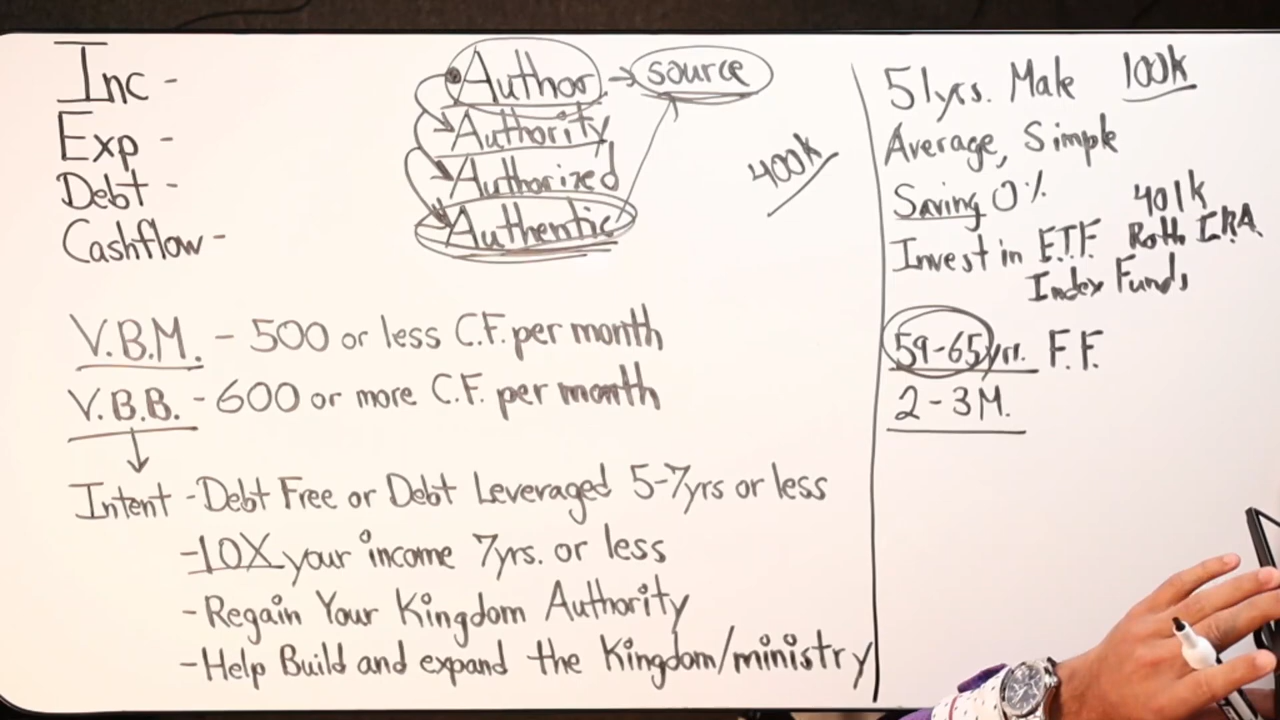 Inc -
Exp -
Debt -
Cashflow -
Author → source
Authority
Authorized
Authentic
400k
V.B.M. - 500 or less C.F. per month
V.B.B. - 600 or more C.F. per month
Intent - Debt Free or Debt Leveraged 5-7yrs or less
- 10X your income 7yrs. or less
- Regain Your Kingdom Authority
- Help Build and expand the Kingdom/ministry
51yrs. Make 100k
Average, Simple
Saving 0%
401k
Invest in E.T.F. Roth I.R.A.
Index Funds
59-65yrs. F.F.
2-3M.